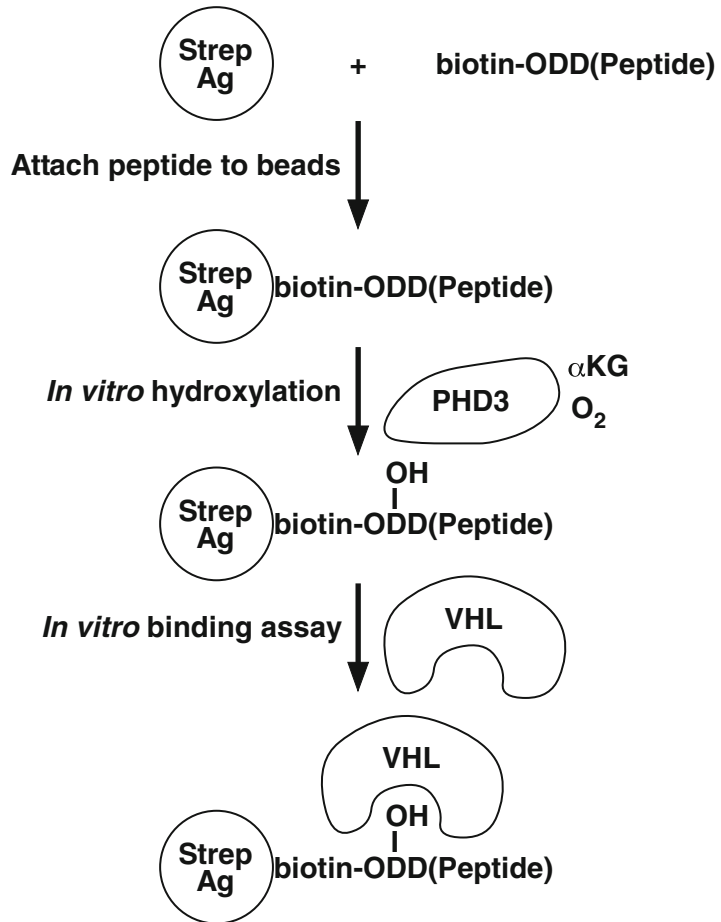 Strep
Ag
+
biotin-ODD(Peptide)
Attach peptide to beads
Strep
Ag
biotin-ODD(Peptide)
In vitro hydroxylation
PHD3
αKG
O₂
OH
Strep
Ag
biotin-ODD(Peptide)
In vitro binding assay
VHL
VHL
OH
Strep
Ag
biotin-ODD(Peptide)